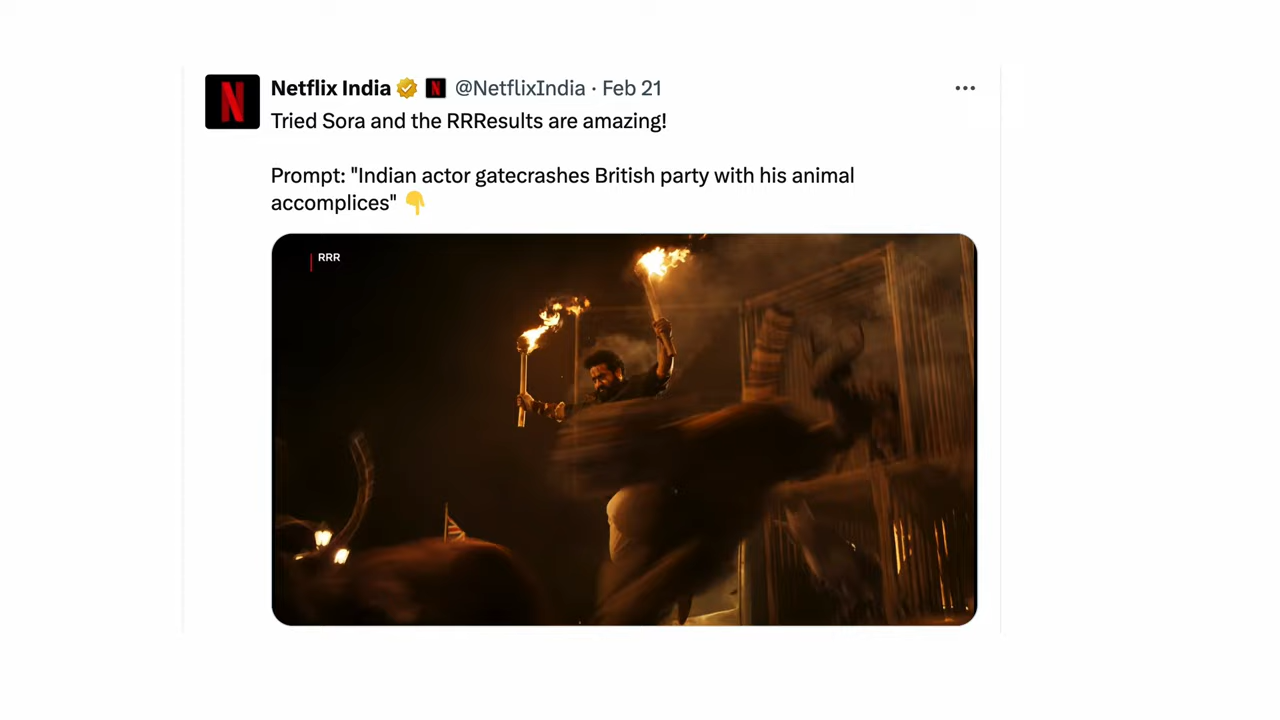 Netflix India @NetflixIndia · Feb 21
Tried Sora and the RRResults are amazing!
Prompt: "Indian actor gatecrashes British party with his animal
accomplices" 👇
RRR